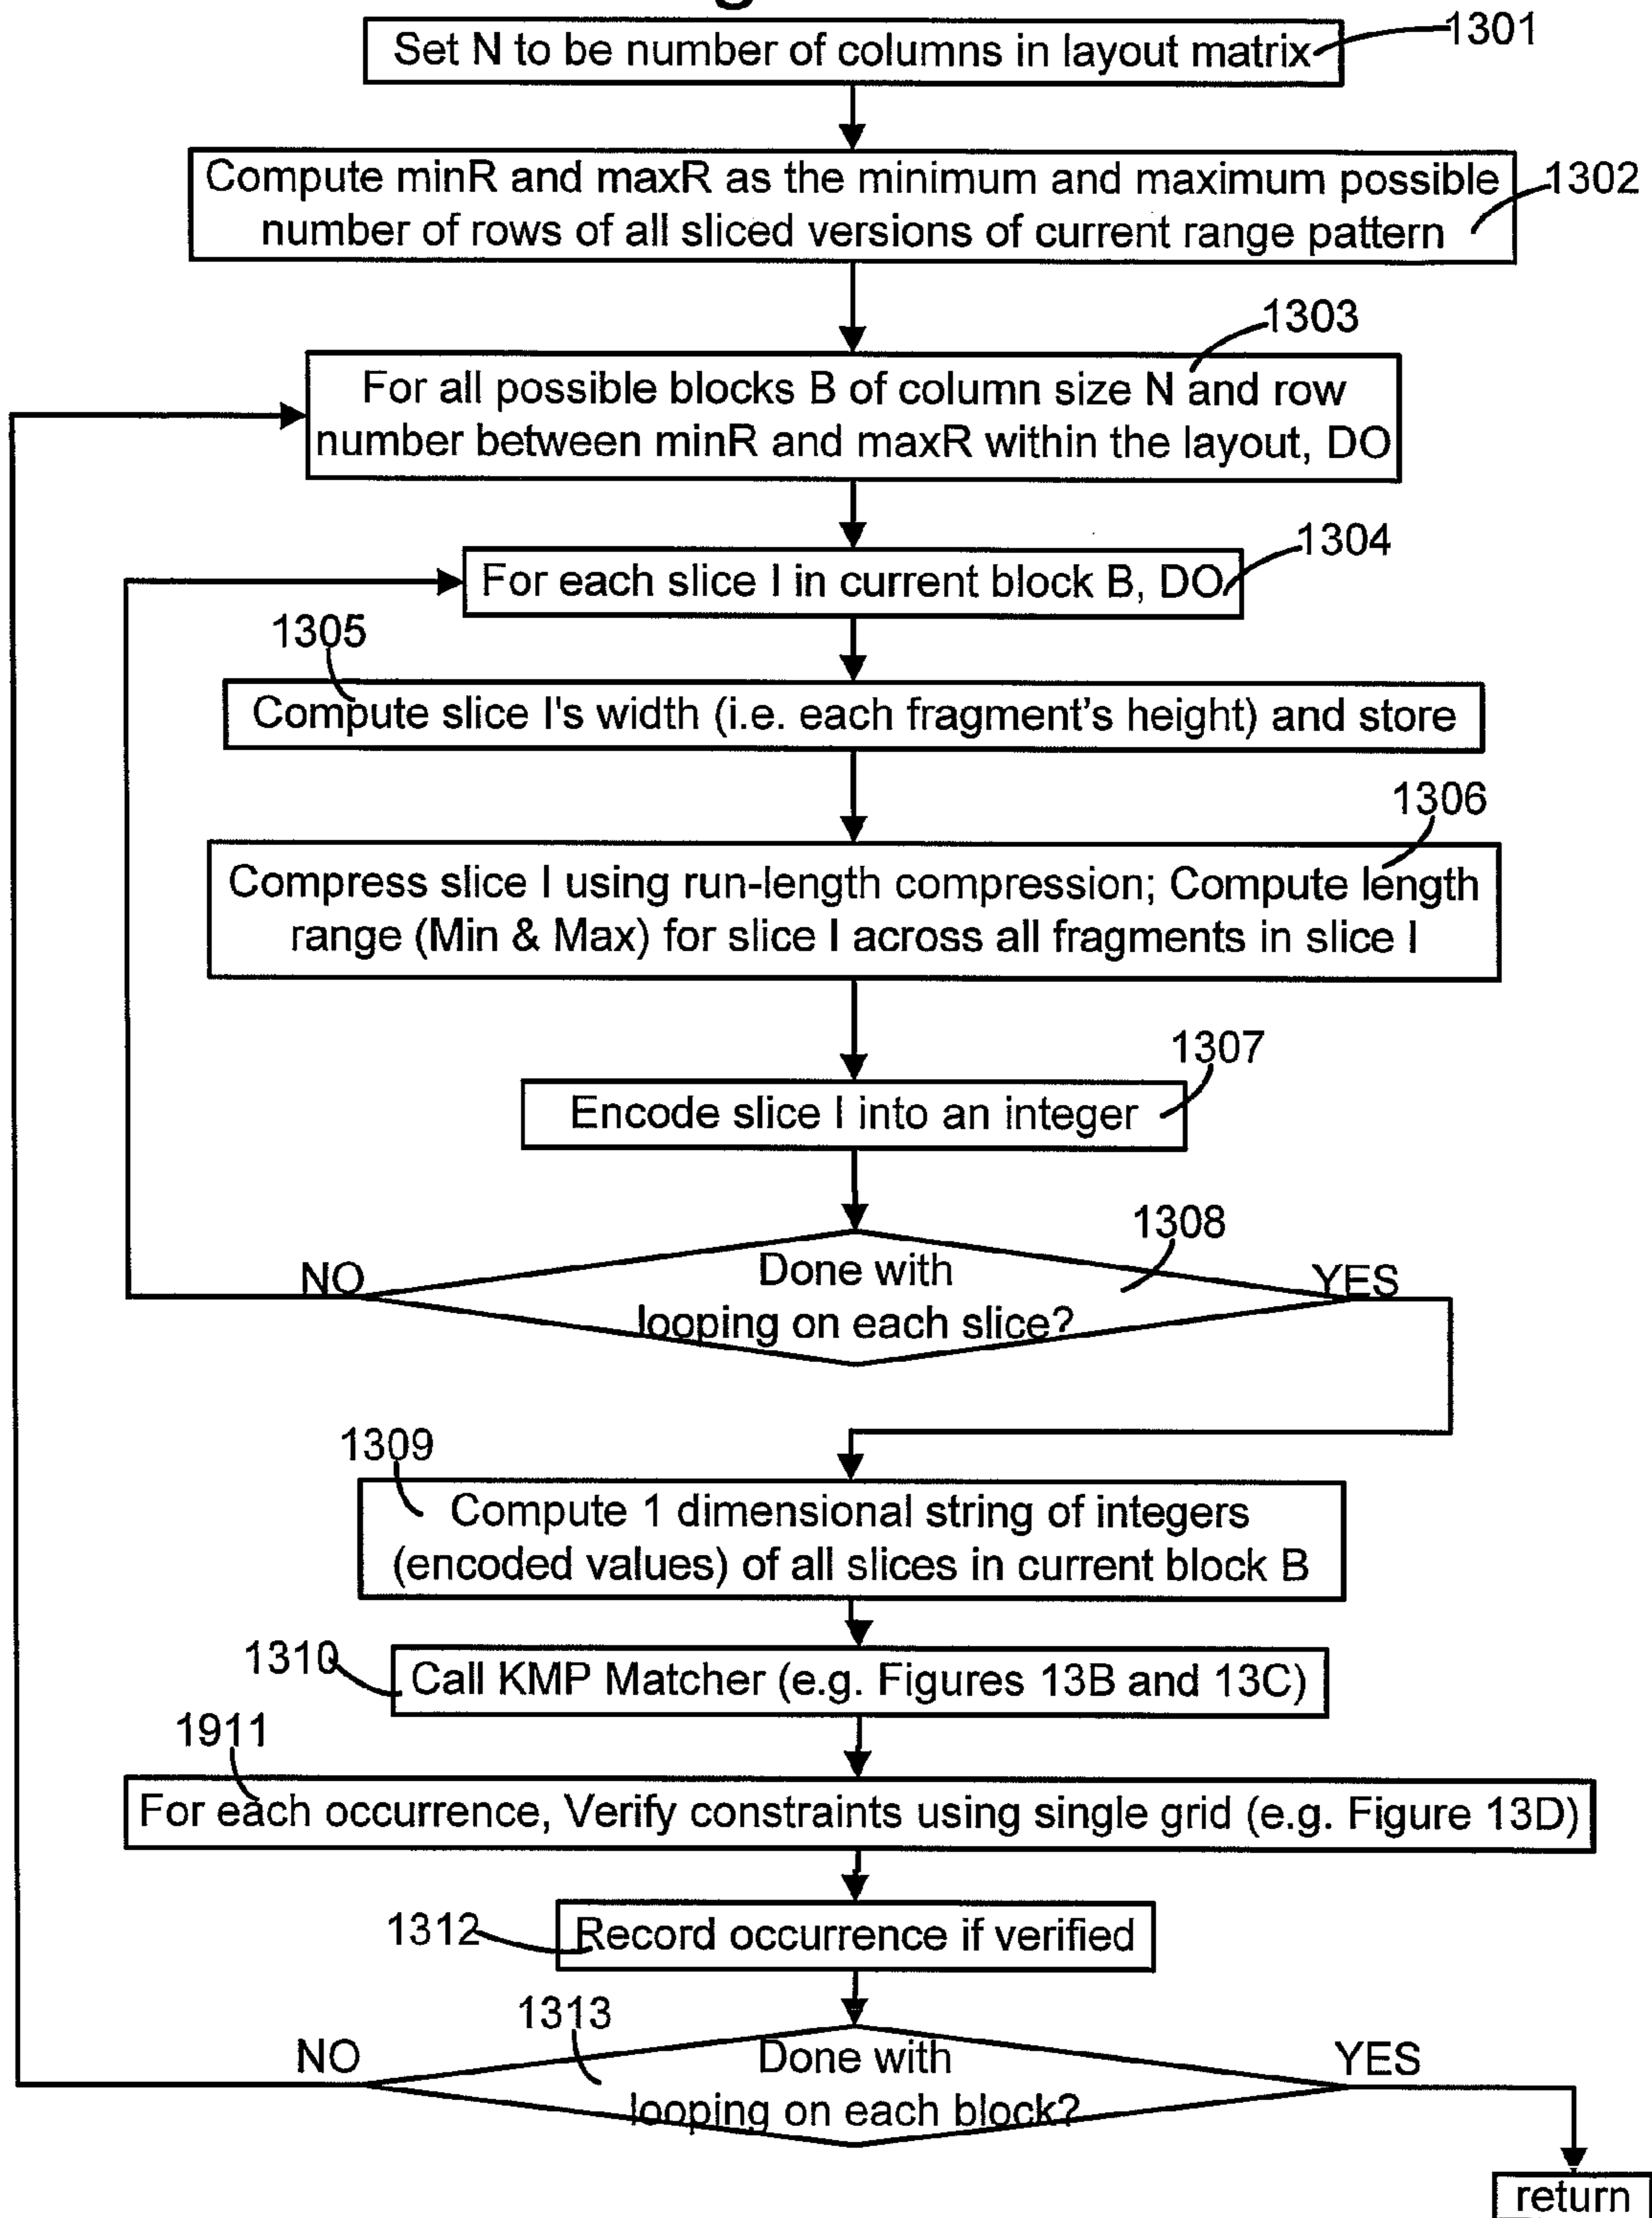 1301
Set N to be number of columns in layout matrix
1302
Compute minR and maxR as the minimum and maximum possible
number of rows of all sliced versions of current range pattern
1303
For all possible blocks B of column size N and row
number between minR and maxR within the layout, DO
1304
For each slice I in current block B, DO
1305
Compute slice I's width (i.e. each fragment's height) and store
1306
Compress slice I using run-length compression; Compute length
range (Min & Max) for slice I across all fragments in slice I
1307
Encode slice I into an integer
1308
NO
Done with
YES
looping on each slice?
1309
Compute 1 dimensional string of integers
(encoded values) of all slices in current block B
1310
Call KMP Matcher (e.g. Figures 13B and 13C)
1911
For each occurrence, Verify constraints using single grid (e.g. Figure 13D)
1312
Record occurrence if verified
1313
NO
Done with
YES
looping on each block?
return